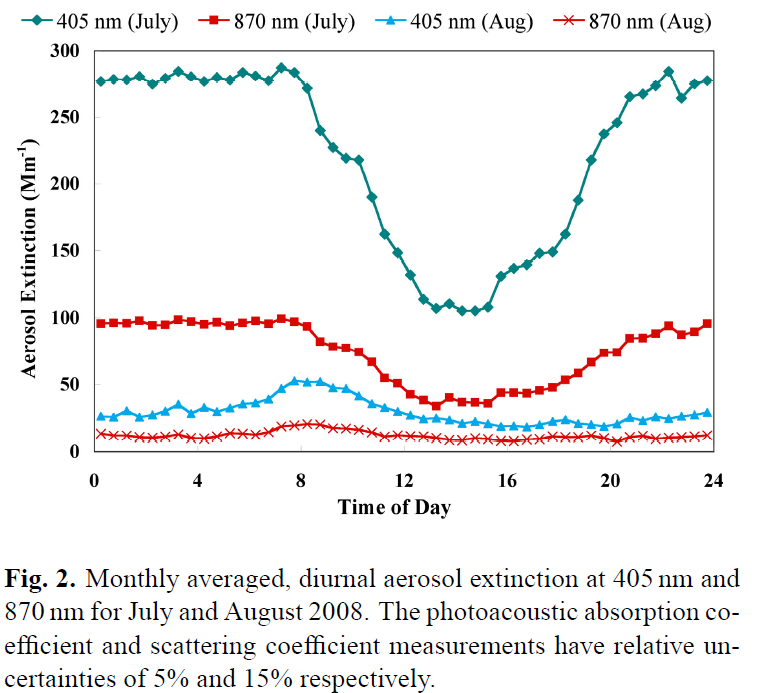 405 nm (July) 870 nm (July) 405 nm (Aug) 870 nm (Aug)
300
250
200
150
100
50
0
Aerosol Extinction (Mm-1)
0 4 8 12 16 20 24
Time of Day
Fig. 2. Monthly averaged, diurnal aerosol extinction at 405 nm and
870 nm for July and August 2008. The photoacoustic absorption co-
efficient and scattering coefficient measurements have relative un-
certainties of 5% and 15% respectively.